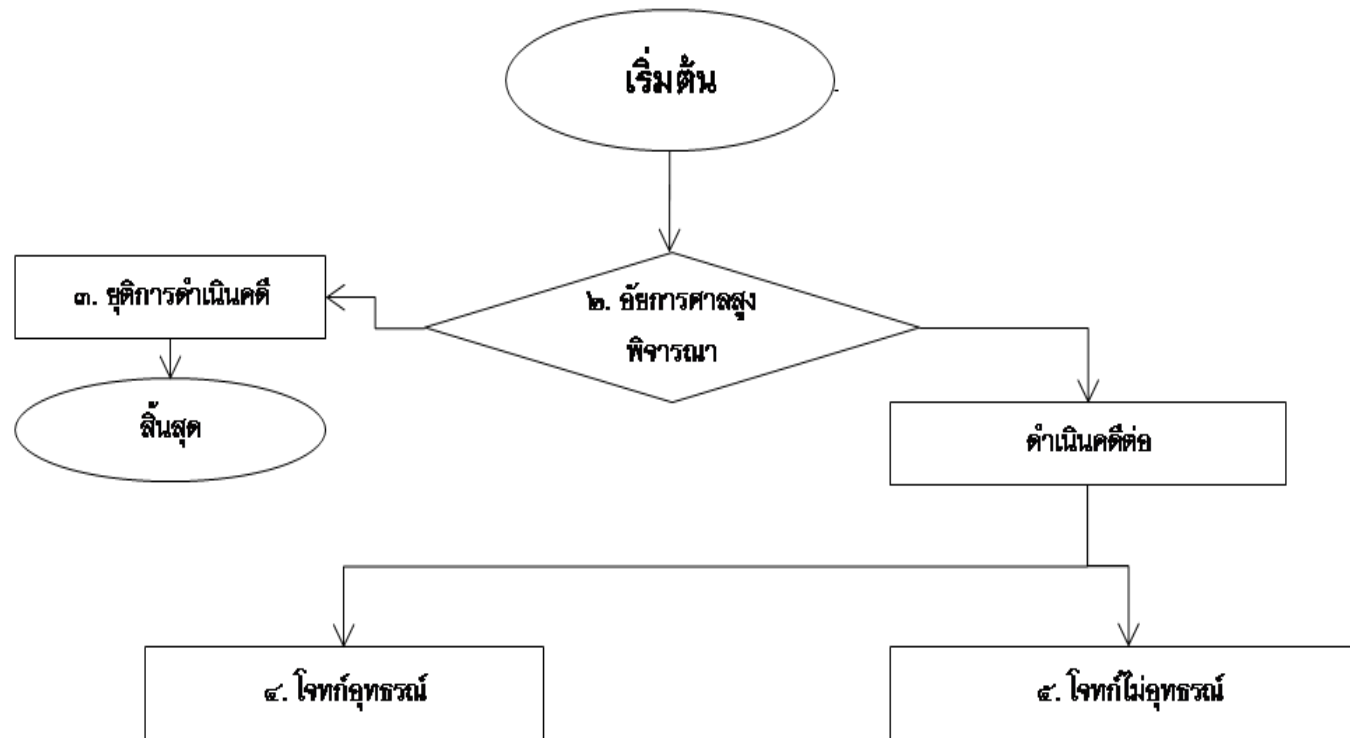 เริ่มต้น
๒. อัยการศาลสูง
พิจารณา
๓. ยุติการดำเนินคดี
สิ้นสุด
ดำเนินคดีต่อ
๔. โจทก์อุทธรณ์
๕. โจทก์ไม่อุทธรณ์